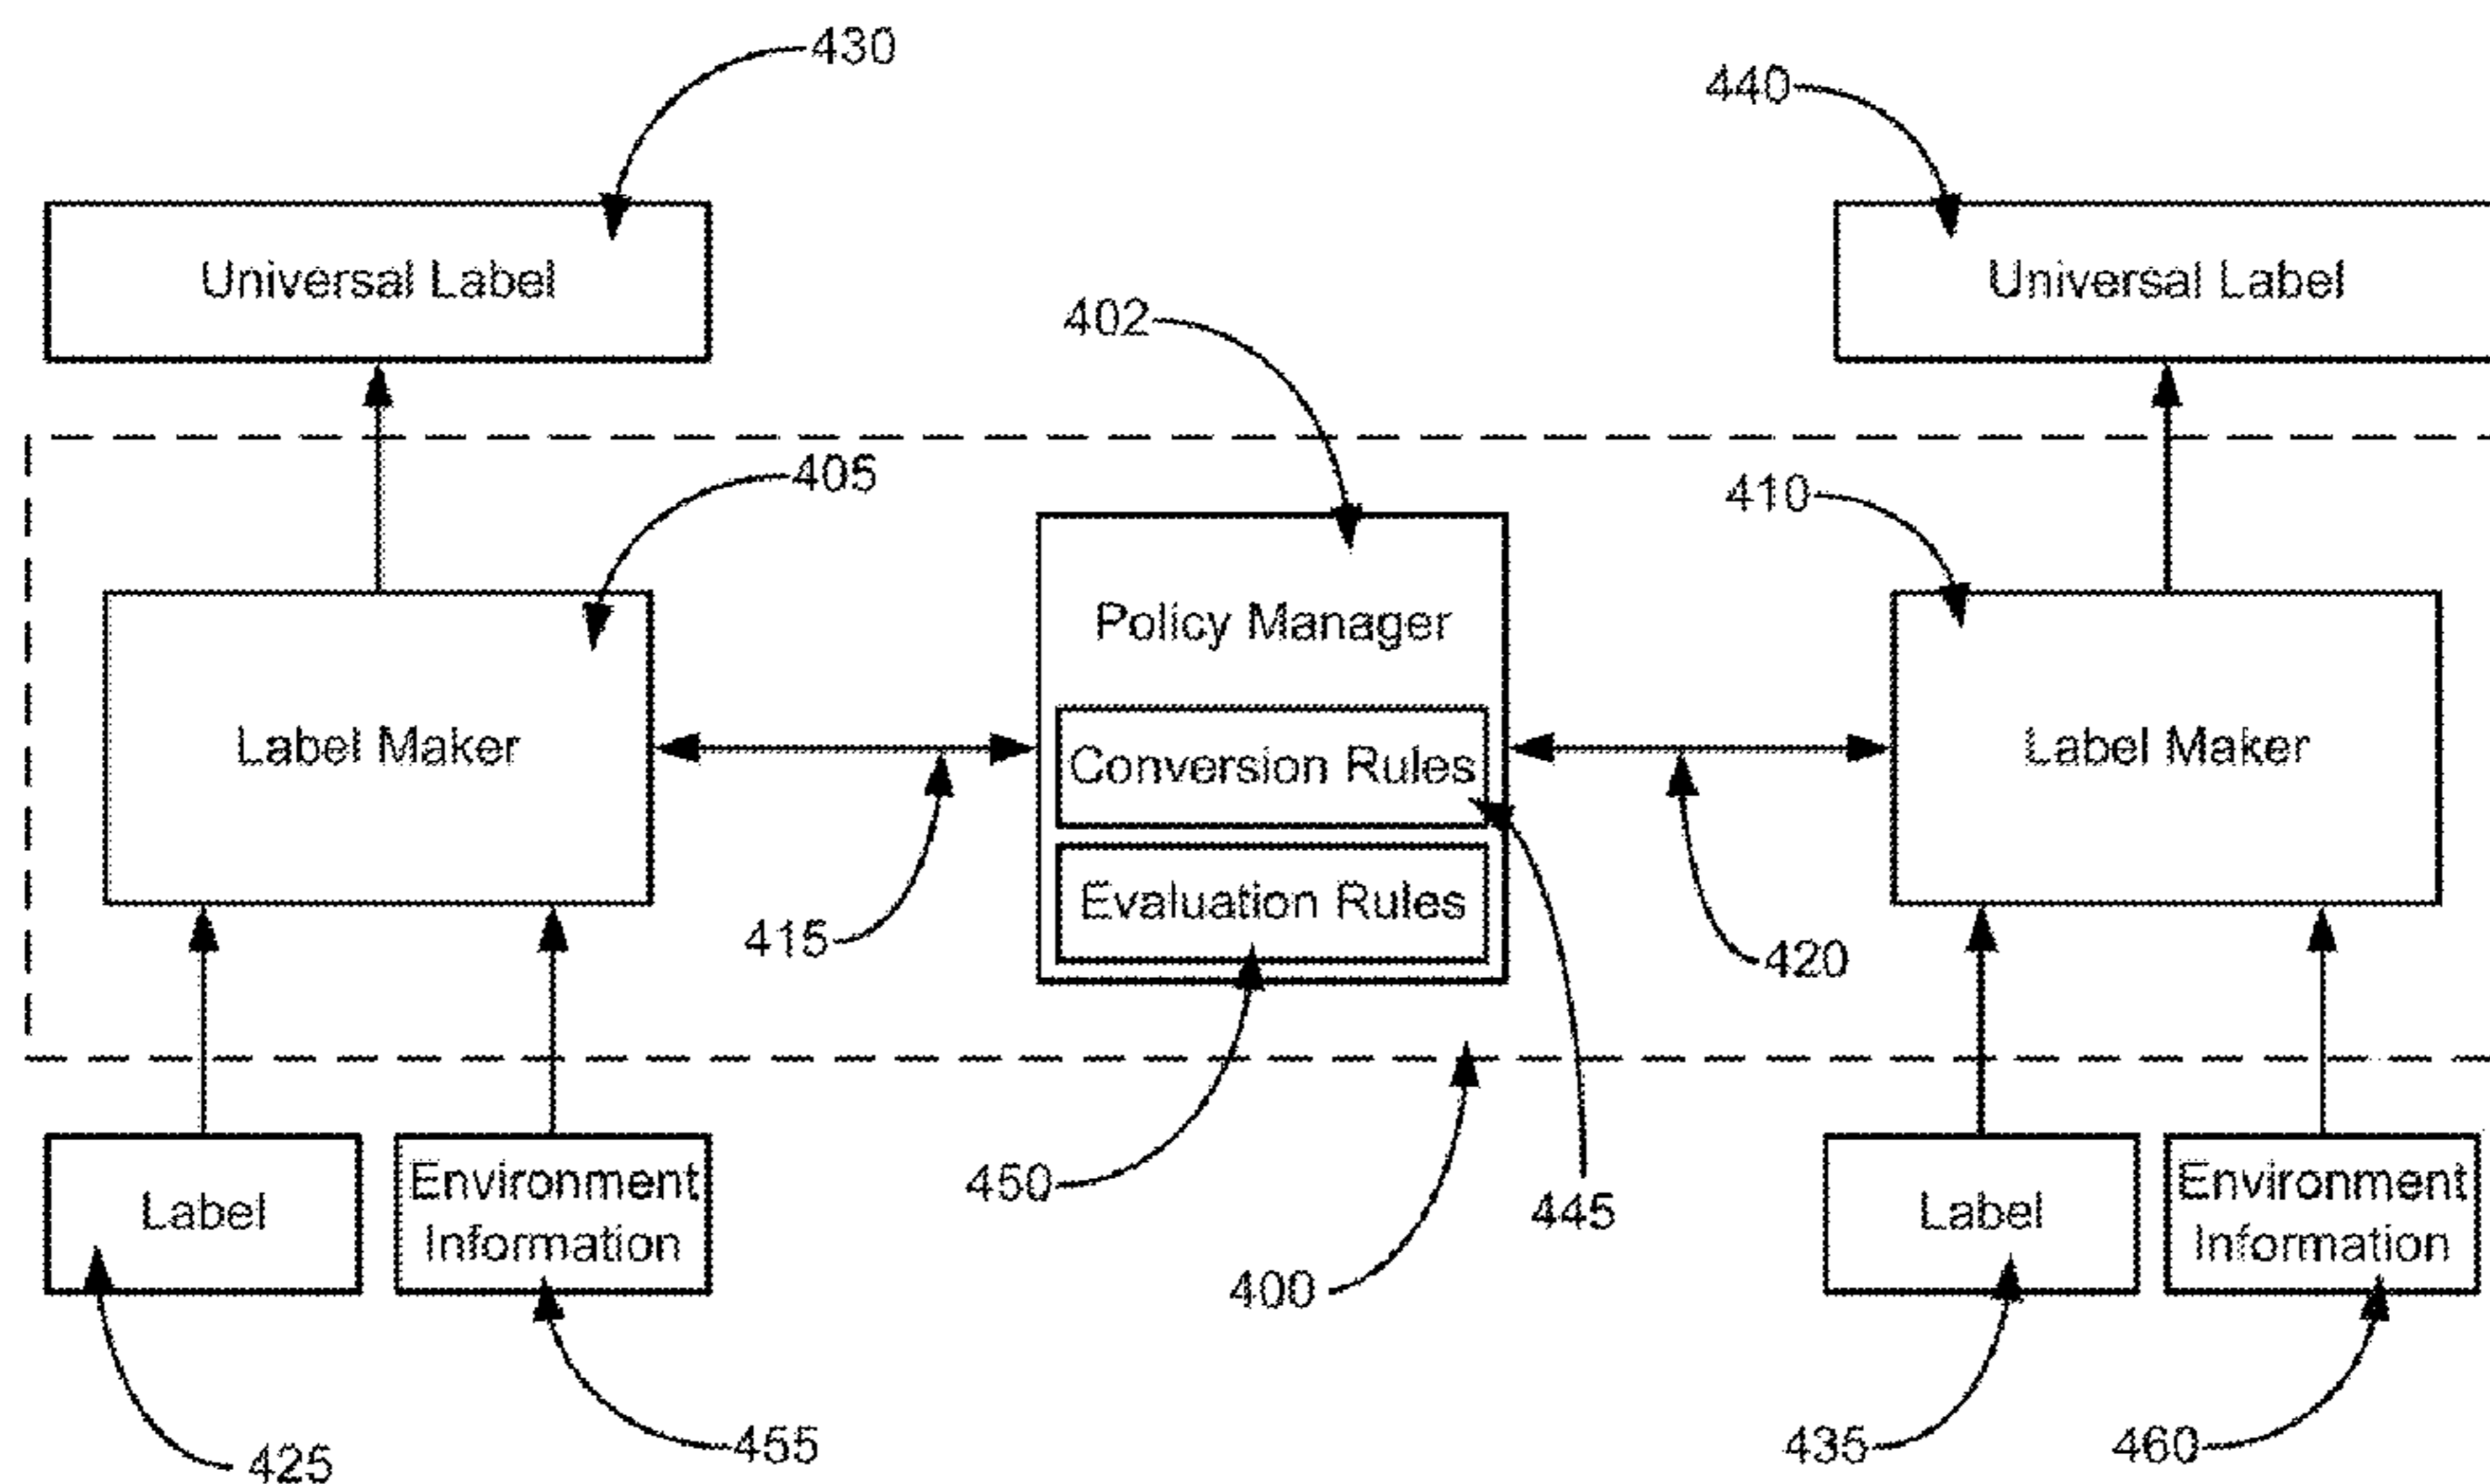 430
440
Universal Label
Universal Label
402
405
410
Policy Manager
Label Maker
Conversion Rules
Label Maker
Evaluation Rules
415
420
450
445
400
Label
Environment
Information
Label
Environment
Information
425
455
435
460